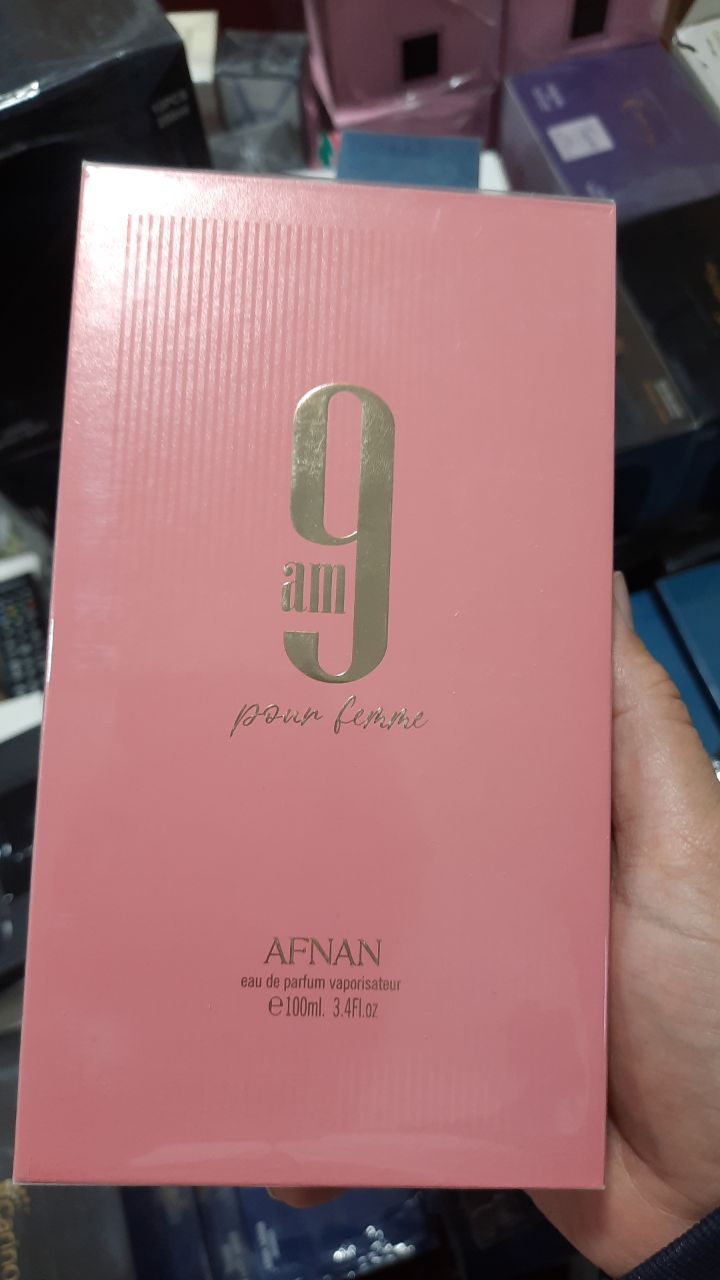 9
am
pour femme
AFNAN
eau de parfum vaporisateur
℮100ml. 3.4Fl.oz